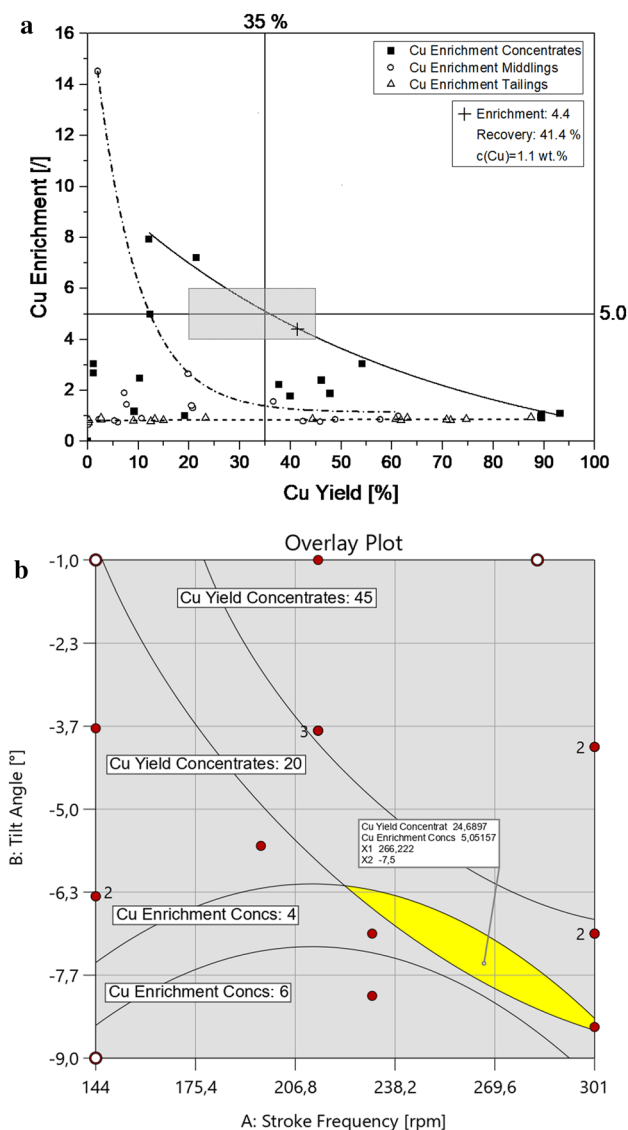 a
35 %
16
14
12
10
8
6
4
2
0
Cu Enrichment [/]
Cu Enrichment Concentrates
Cu Enrichment Middlings
Cu Enrichment Tailings
Enrichment: 4.4
Recovery: 41.4 %
c(Cu)=1.1 wt.%
5.0
0 10 20 30 40 50 60 70 80 90 100
Cu Yield [%]
b
Overlay Plot
-1,0
-2,3
-3,7
-5,0
-6,3
-7,7
-9,0
B: Tilt Angle [°]
Cu Yield Concentrates: 45
3
2
Cu Yield Concentrates: 20
Cu Yield Concentrat 24,6897
Cu Enrichment Concs 5,05157
X1 266,222
X2 -7,5
2
Cu Enrichment Concs: 4
2
Cu Enrichment Concs: 6
144 175,4 206,8 238,2 269,6 301
A: Stroke Frequency [rpm]